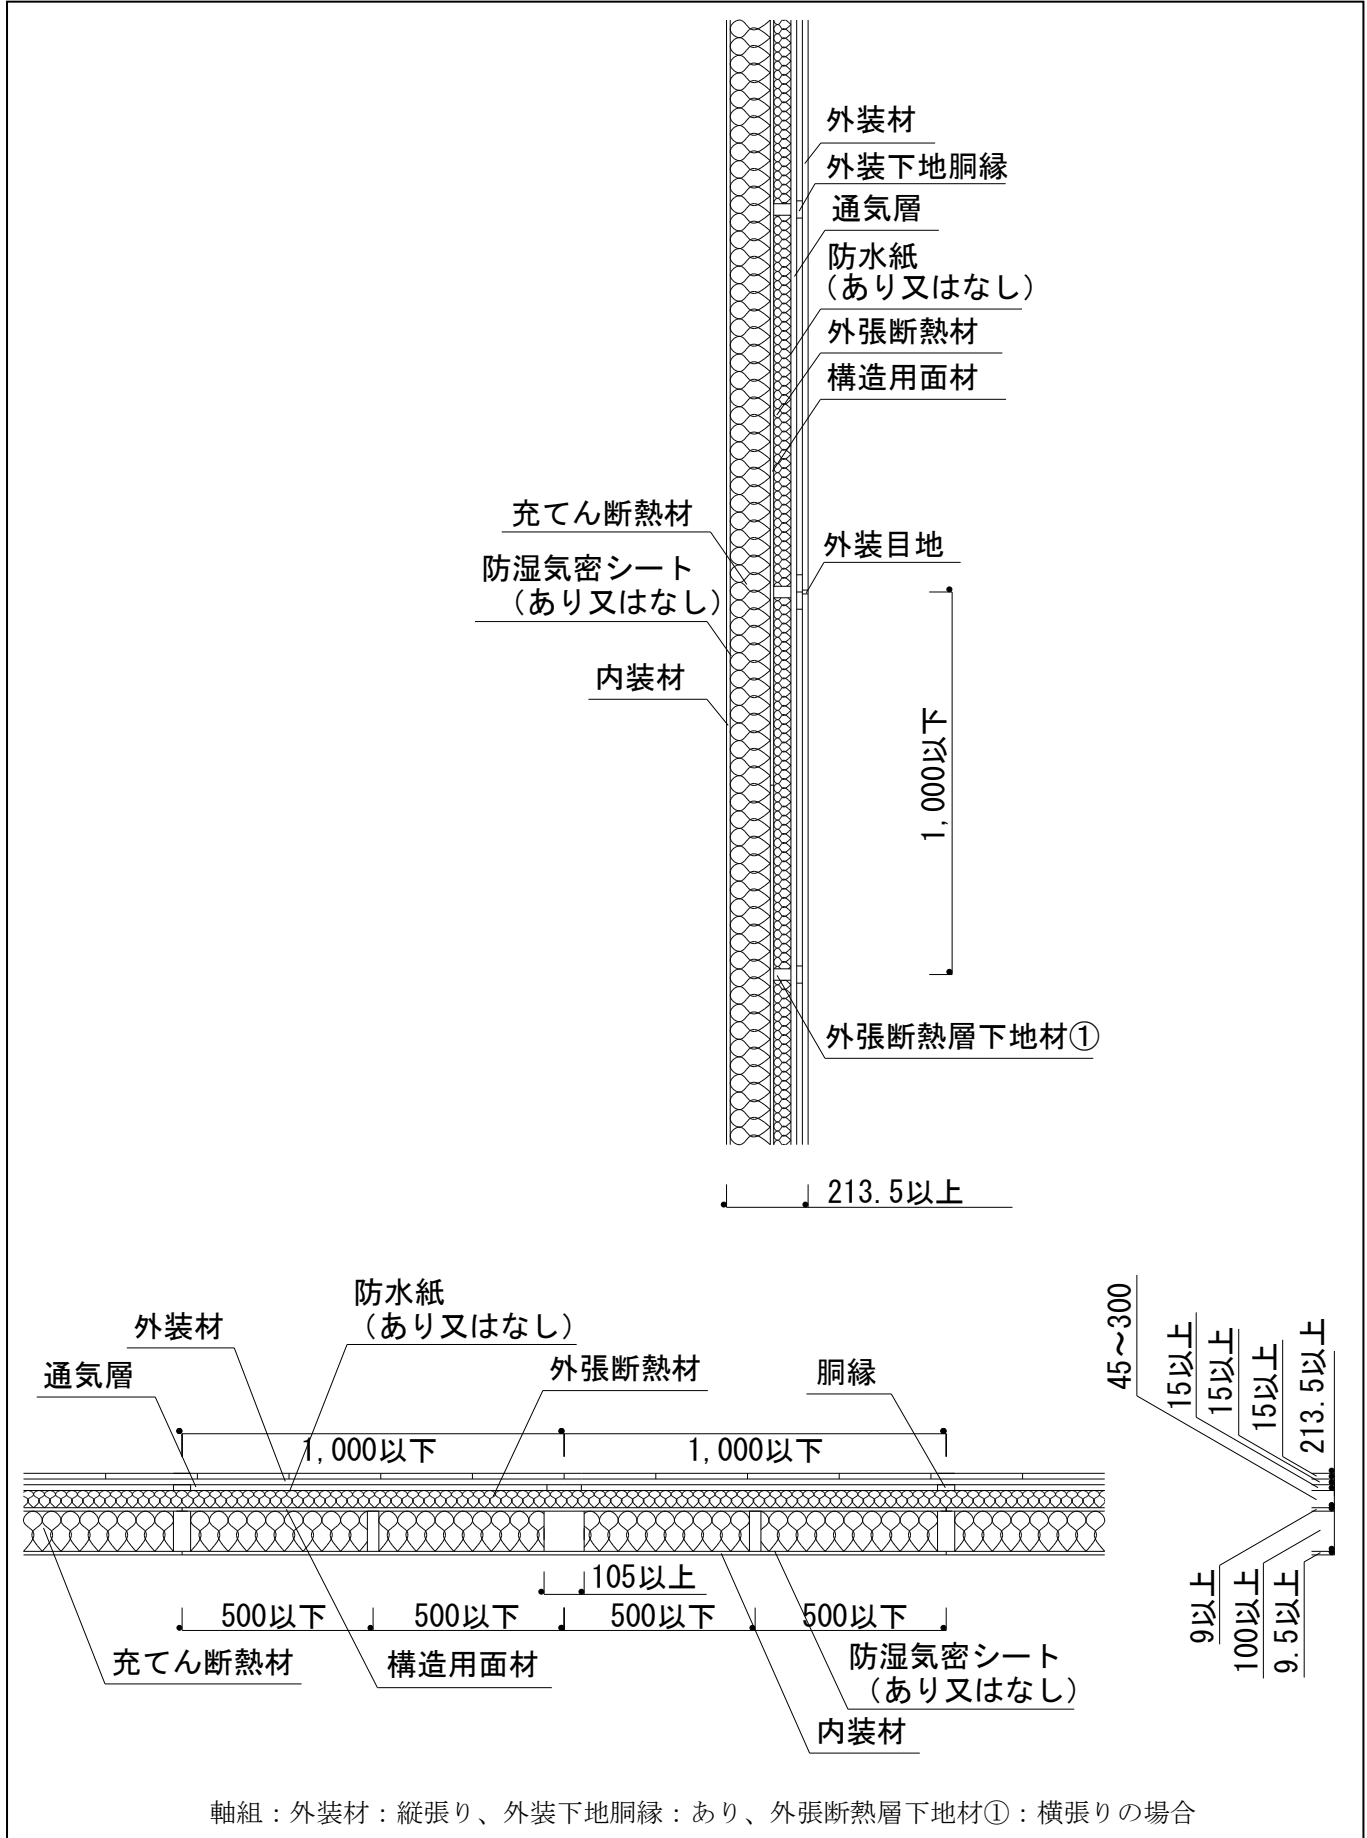 外装材
外装下地胴縁
通気層
防水紙
(あり又はなし)
外張断熱材
構造用面材
充てん断熱材
外装目地
防湿気密シート
(あり又はなし)
内装材
1,000以下
外張断熱層下地材①
213.5以上
防水紙
(あり又はなし)
外装材
通気層
外張断熱材
胴縁
1,000以下
1,000以下
45~300
15以上
15以上
15以上
213.5以上
105以上
500以下
500以下
500以下
500以下
9以上
100以上
9.5以上
充てん断熱材
構造用面材
防湿気密シート
(あり又はなし)
内装材
軸組:外装材:縦張り、外装下地胴縁:あり、外張断熱層下地材①:横張りの場合